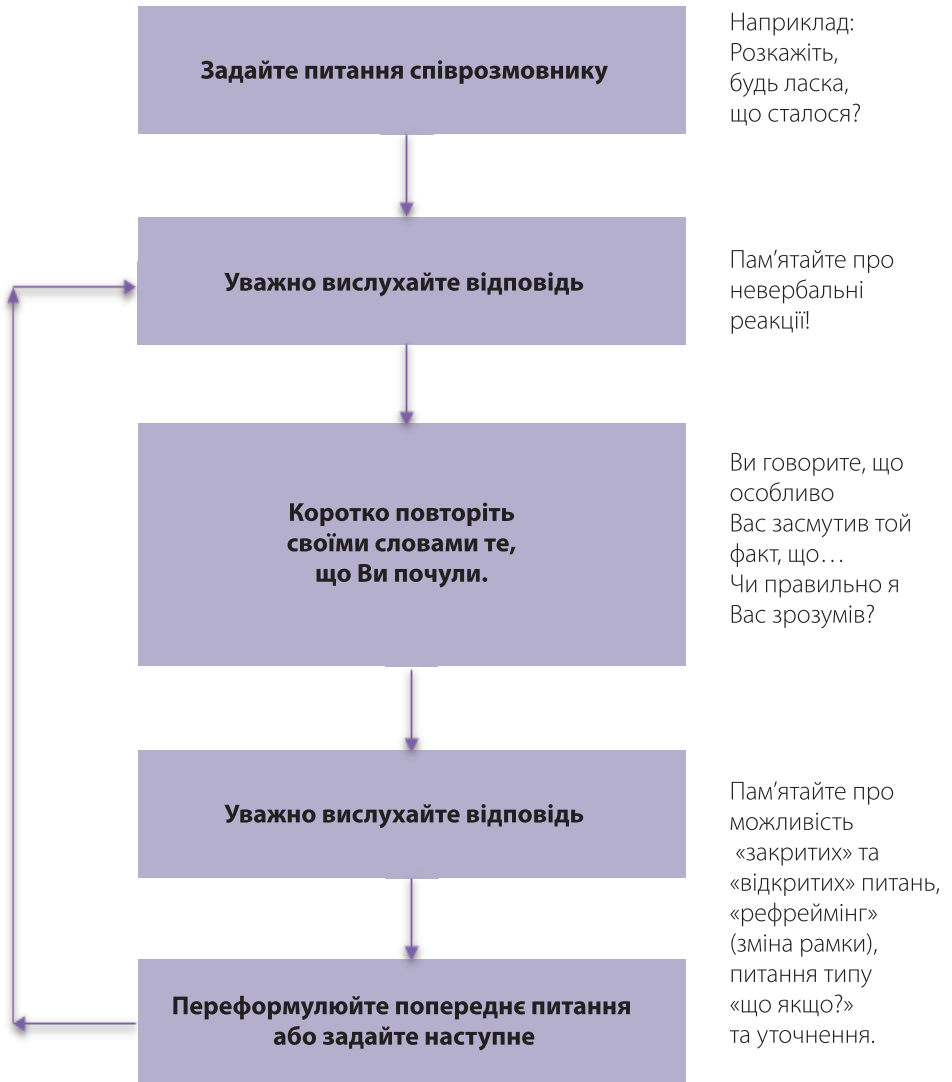 Задайте питання співрозмовнику
Наприклад:
Розкажіть,
будь ласка,
що сталося?
Уважно вислухайте відповідь
Пам’ятайте про
невербальні
реакції!
Коротко повторіть
своїми словами те,
що Ви почули.
Ви говорите, що
особливо
Вас засмутив той
факт, що…
Чи правильно я
Вас зрозумів?
Уважно вислухайте відповідь
Пам’ятайте про
можливість
«закритих» та
«відкритих» питань,
«рефреймінг»
(зміна рамки),
питання типу
«що якщо?»
та уточнення.
Переформулюйте попереднє питання
або задайте наступне